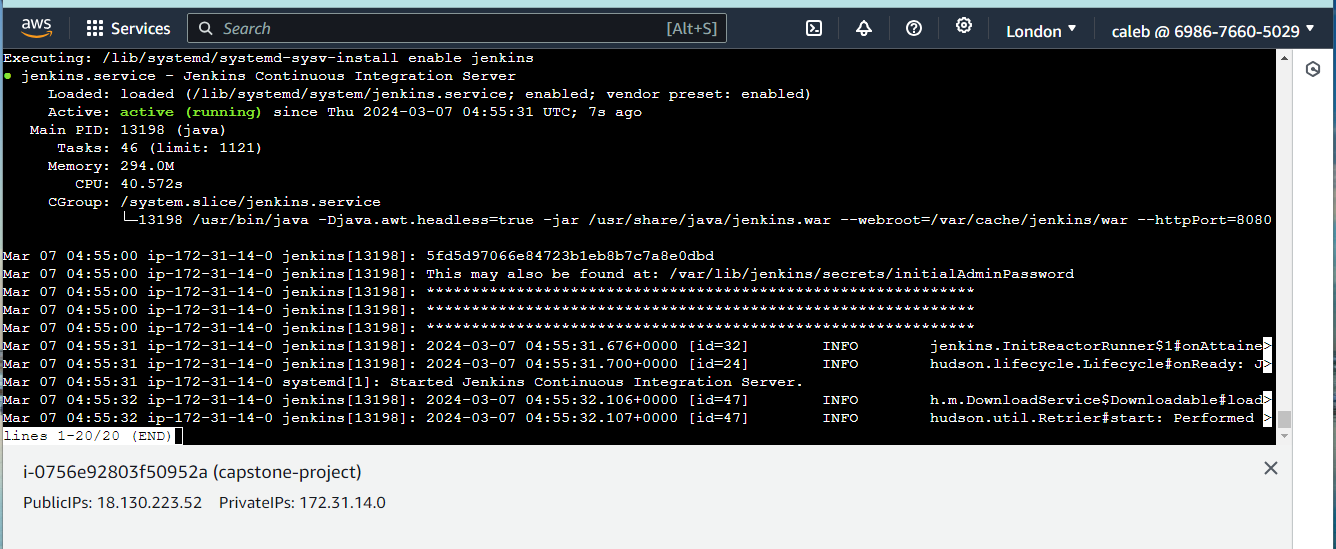 aws Services Search [Alt+S] London caleb @ 6986-7660-5029
Executing: /lib/systemd/systemd-sysv-install enable jenkins
● jenkins.service - Jenkins Continuous Integration Server
Loaded: loaded (/lib/systemd/system/jenkins.service; enabled; vendor preset: enabled)
Active: active (running) since Thu 2024-03-07 04:55:31 UTC; 7s ago
Main PID: 13198 (java)
Tasks: 46 (limit: 1121)
Memory: 294.0M
CPU: 40.572s
CGroup: /system.slice/jenkins.service
└─13198 /usr/bin/java -Djava.awt.headless=true -jar /usr/share/java/jenkins.war --webroot=/var/cache/jenkins/war --httpPort=8080
Mar 07 04:55:00 ip-172-31-14-0 jenkins[13198]: 5fd5d97066e84723b1eb8b7c7a8e0dbd
Mar 07 04:55:00 ip-172-31-14-0 jenkins[13198]: This may also be found at: /var/lib/jenkins/secrets/initialAdminPassword
Mar 07 04:55:00 ip-172-31-14-0 jenkins[13198]: *************************************************************
Mar 07 04:55:00 ip-172-31-14-0 jenkins[13198]: *************************************************************
Mar 07 04:55:00 ip-172-31-14-0 jenkins[13198]: *************************************************************
Mar 07 04:55:31 ip-172-31-14-0 jenkins[13198]: 2024-03-07 04:55:31.676+0000 [id=32] INFO jenkins.InitReactorRunner$1#onAttaine>
Mar 07 04:55:31 ip-172-31-14-0 jenkins[13198]: 2024-03-07 04:55:31.700+0000 [id=24] INFO hudson.lifecycle.Lifecycle#onReady: J>
Mar 07 04:55:31 ip-172-31-14-0 systemd[1]: Started Jenkins Continuous Integration Server.
Mar 07 04:55:32 ip-172-31-14-0 jenkins[13198]: 2024-03-07 04:55:32.106+0000 [id=47] INFO h.m.DownloadService$Downloadable#load>
Mar 07 04:55:32 ip-172-31-14-0 jenkins[13198]: 2024-03-07 04:55:32.107+0000 [id=47] INFO hudson.util.Retrier#start: Performed >
lines 1-20/20 (END)
i-0756e92803f50952a (capstone-project)
PublicIPs: 18.130.223.52 PrivateIPs: 172.31.14.0